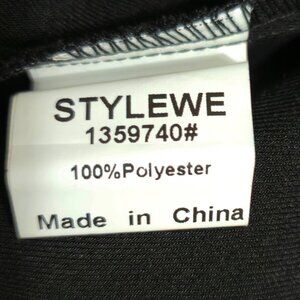 STYLEWE
1359740#
100%Polyester
Made in China